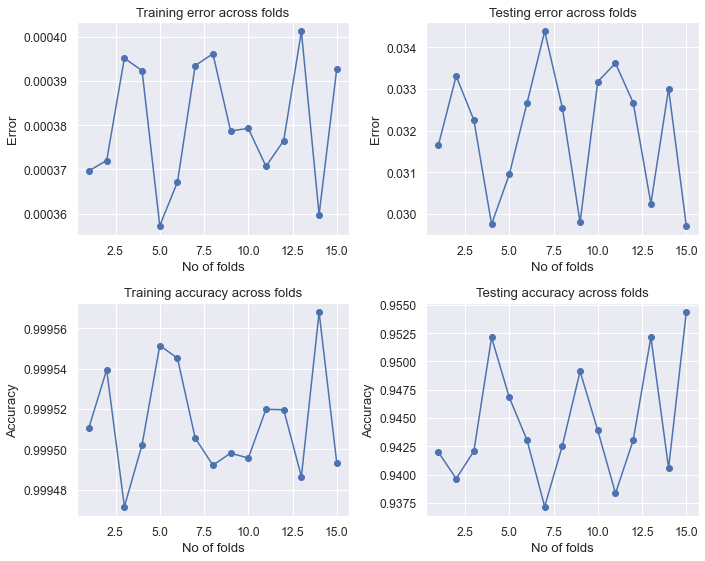 Training error across folds
0.00040
0.00039
0.00038
0.00037
0.00036
Error
2.5 5.0 7.5 10.0 12.5 15.0
No of folds
Testing error across folds
0.034
0.033
0.032
0.031
0.030
Error
2.5 5.0 7.5 10.0 12.5 15.0
No of folds
Training accuracy across folds
0.99956
0.99954
0.99952
0.99950
0.99948
Accuracy
2.5 5.0 7.5 10.0 12.5 15.0
No of folds
Testing accuracy across folds
0.9550
0.9525
0.9500
0.9475
0.9450
0.9425
0.9400
0.9375
Accuracy
2.5 5.0 7.5 10.0 12.5 15.0
No of folds